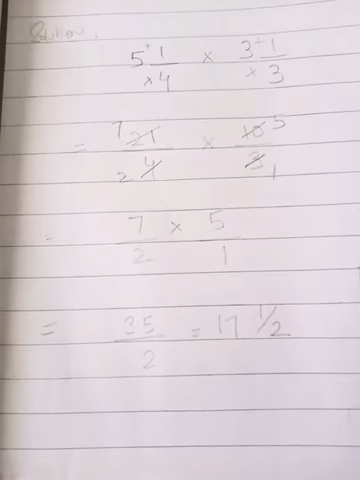 Solution.
5 + 1/×4 × 3 + 1/×3
= 7 21/2 4 × 10 5/3 1
= 7/2 × 5/1
= 35/2 = 17 1/2